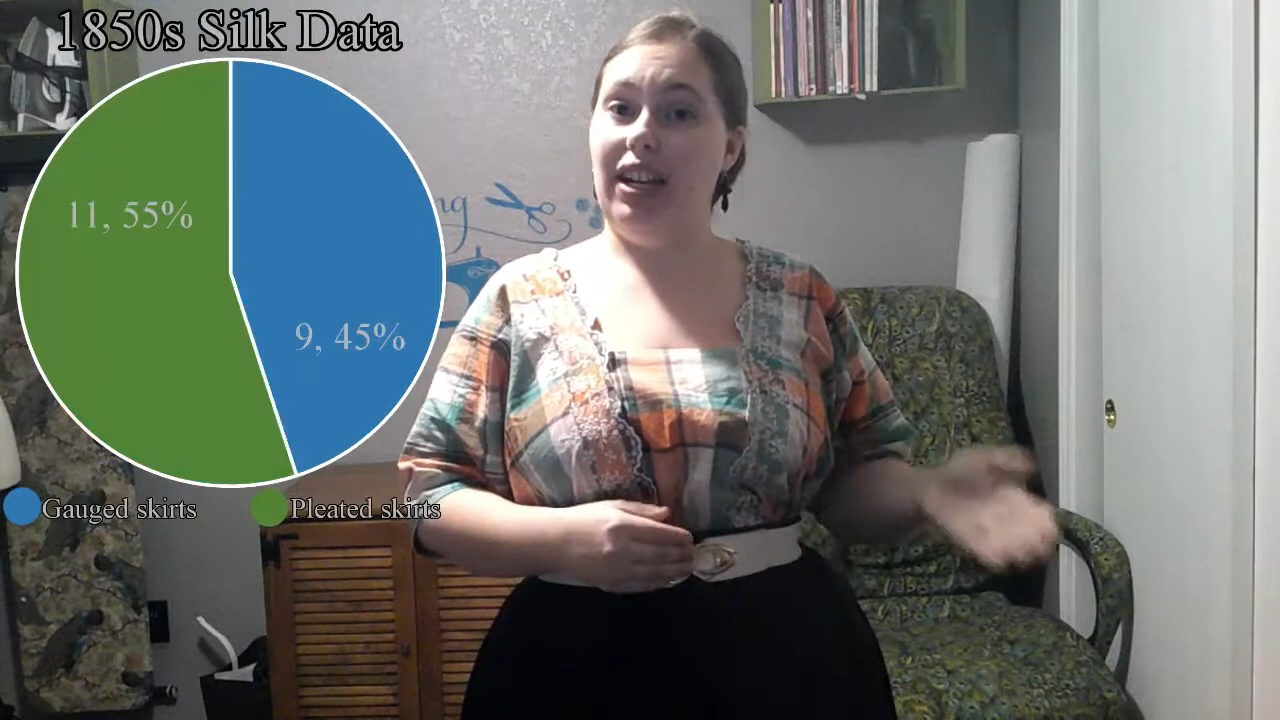 1850s Silk Data
11, 55%
9, 45%
Gauged skirts
Pleated skirts